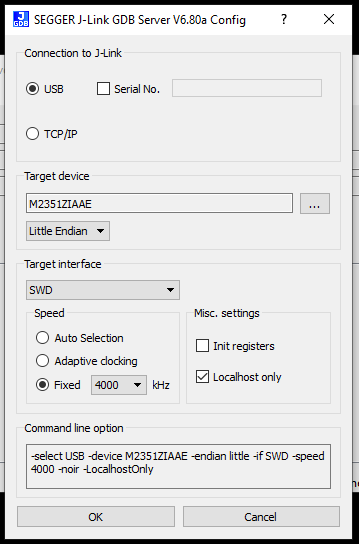 J GDB SEGGER J-Link GDB Server V6.80a Config
Connection to J-Link
USB Serial No.
TCP/IP
Target device
M2351ZIAAE ...
Little Endian
Target interface
SWD
Speed
Auto Selection
Adaptive clocking
Fixed 4000 kHz
Misc. settings
Init registers
Localhost only
Command line option
-select USB -device M2351ZIAAE -endian little -if SWD -speed
4000 -noir -LocalhostOnly
OK Cancel